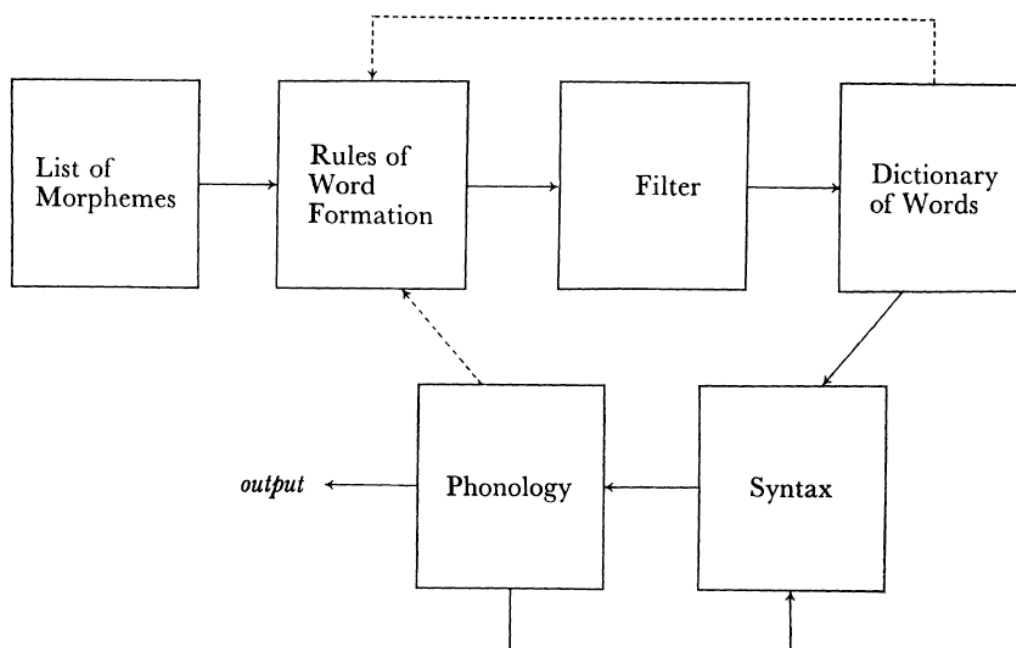 List of
Morphemes
Rules of
Word
Formation
Filter
Dictionary
of Words
output
Phonology
Syntax